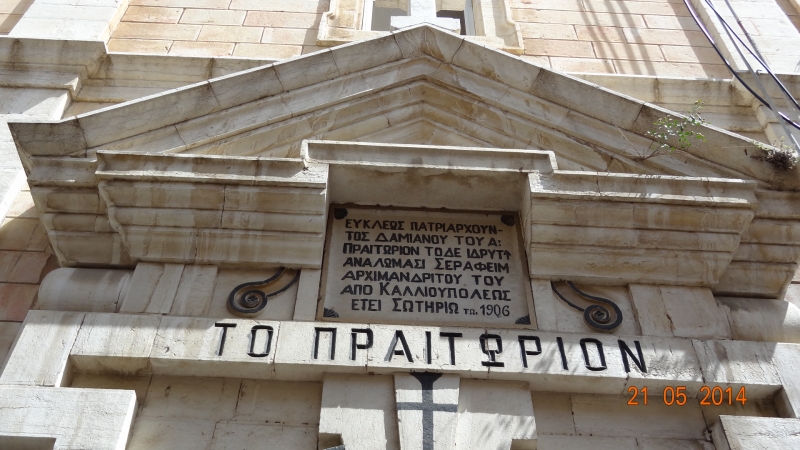 ΕΥΚΛΕΩΣ ΠΑΤΡΙΑΡΧΟΥΝ-
ΤΟΣ ΔΑΜΙΑΝΟΥ ΤΟΥ Α:
ΠΡΑΙΤΩΡΙΟΝ ΤΟΔΕ ΙΔΡΥΤ
ΑΝΑΛΩΜΑΣΙ ΣΕΡΑΦΕΙΜ
ΑΡΧΙΜΑΝΔΡΙΤΟΥ ΤΟΥ
ΑΠΟ ΚΑΛΛΙΟΥΠΟΛΕΩΣ
ΕΤΕΙ ΣΩΤΗΡΙΩ ΤΩ 1906
ΤΟ ΠΡΑΙΤΩΡΙΟΝ
21 05 2014